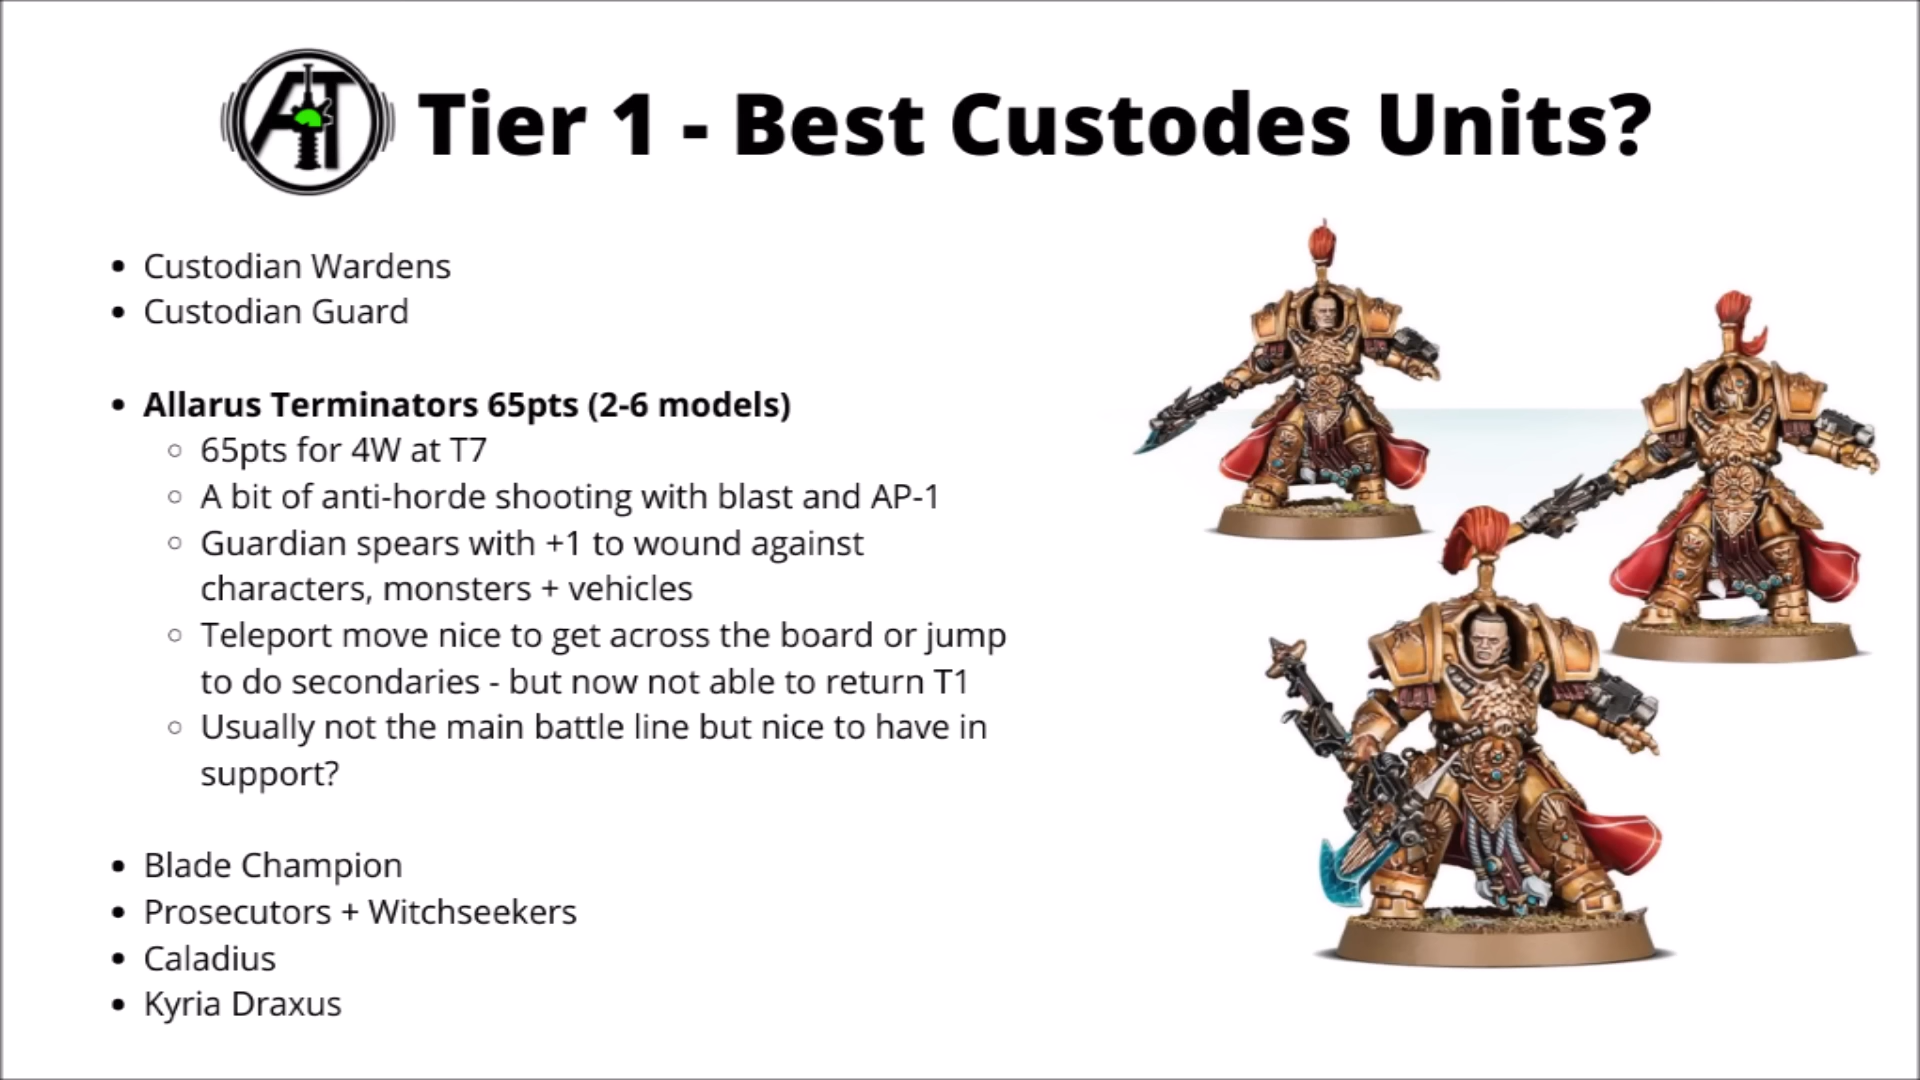 AT
Tier 1 - Best Custodes Units?
• Custodian Wardens
• Custodian Guard
• Allarus Terminators 65pts (2-6 models)
○ 65pts for 4W at T7
○ A bit of anti-horde shooting with blast and AP-1
○ Guardian spears with +1 to wound against
characters, monsters + vehicles
○ Teleport move nice to get across the board or jump
to do secondaries - but now not able to return T1
○ Usually not the main battle line but nice to have in
support?
• Blade Champion
• Prosecutors + Witchseekers
• Caladius
• Kyria Draxus